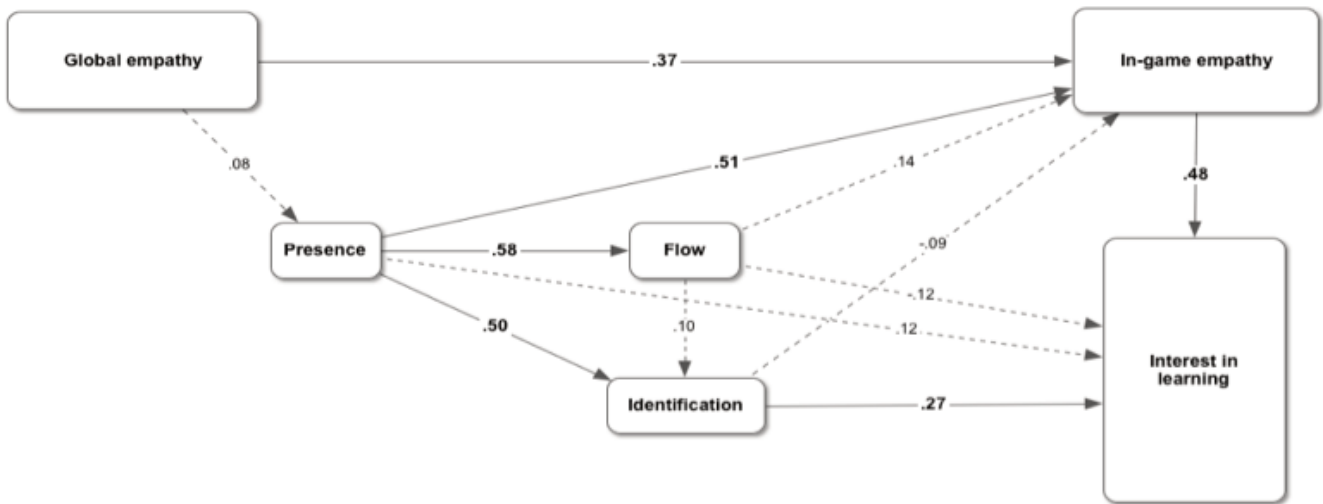 Global empathy
.37
In-game empathy
.08
.51
.14
.48
Presence
.58
Flow
-.09
-.12
.50
.10
.12
Interest in
learning
Identification
.27